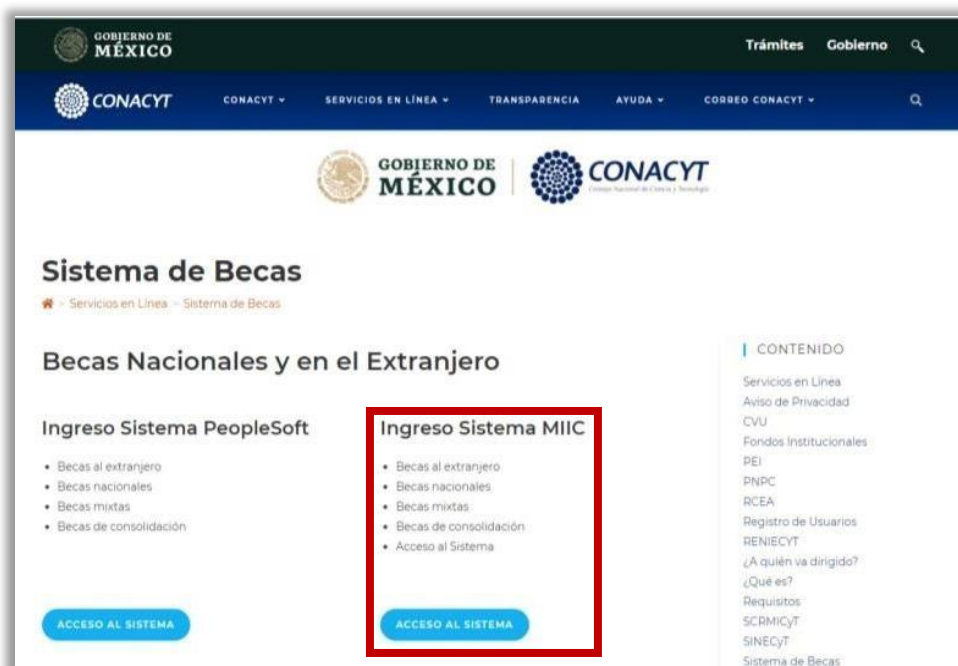 GOBIERNO DE
MÉXICO
Trámites Gobierno
CONACYT
CONACYT SERVICIOS EN LÍNEA TRANSPARENCIA AYUDA CORREO CONACYT
GOBIERNO DE
MÉXICO
CONACYT
Consejo Nacional de Ciencia y Tecnología
Sistema de Becas
> Servicios en Línea > Sistema de Becas
Becas Nacionales y en el Extranjero
Ingreso Sistema PeopleSoft
• Becas al extranjero
• Becas nacionales
• Becas mixtas
• Becas de consolidación
ACCESO AL SISTEMA
Ingreso Sistema MIIC
• Becas al extranjero
• Becas nacionales
• Becas mixtas
• Becas de consolidación
• Acceso al Sistema
ACCESO AL SISTEMA
CONTENIDO
Servicios en Línea
Aviso de Privacidad
CVU
Fondos Institucionales
PEI
PNPC
RCEA
Registro de Usuarios
RENIECYT
¿A quién va dirigido?
¿Qué es?
Requisitos
SCRMICyT
SINECyT
Sistema de Becas